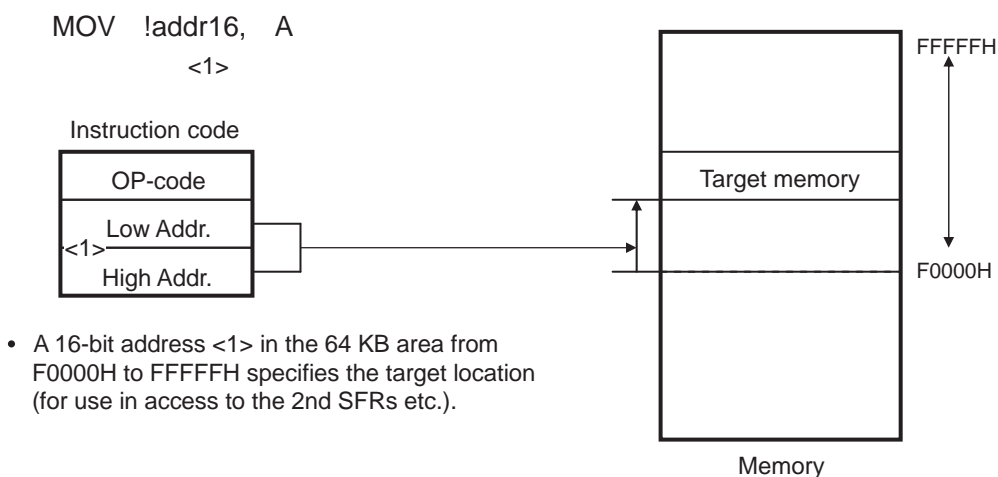 MOV !addr16, A
<1>
Instruction code
OP-code
Low Addr.
<1>
High Addr.
FFFFFH
Target memory
F0000H
Memory
• A 16-bit address <1> in the 64 KB area from
F0000H to FFFFFH specifies the target location
(for use in access to the 2nd SFRs etc.).